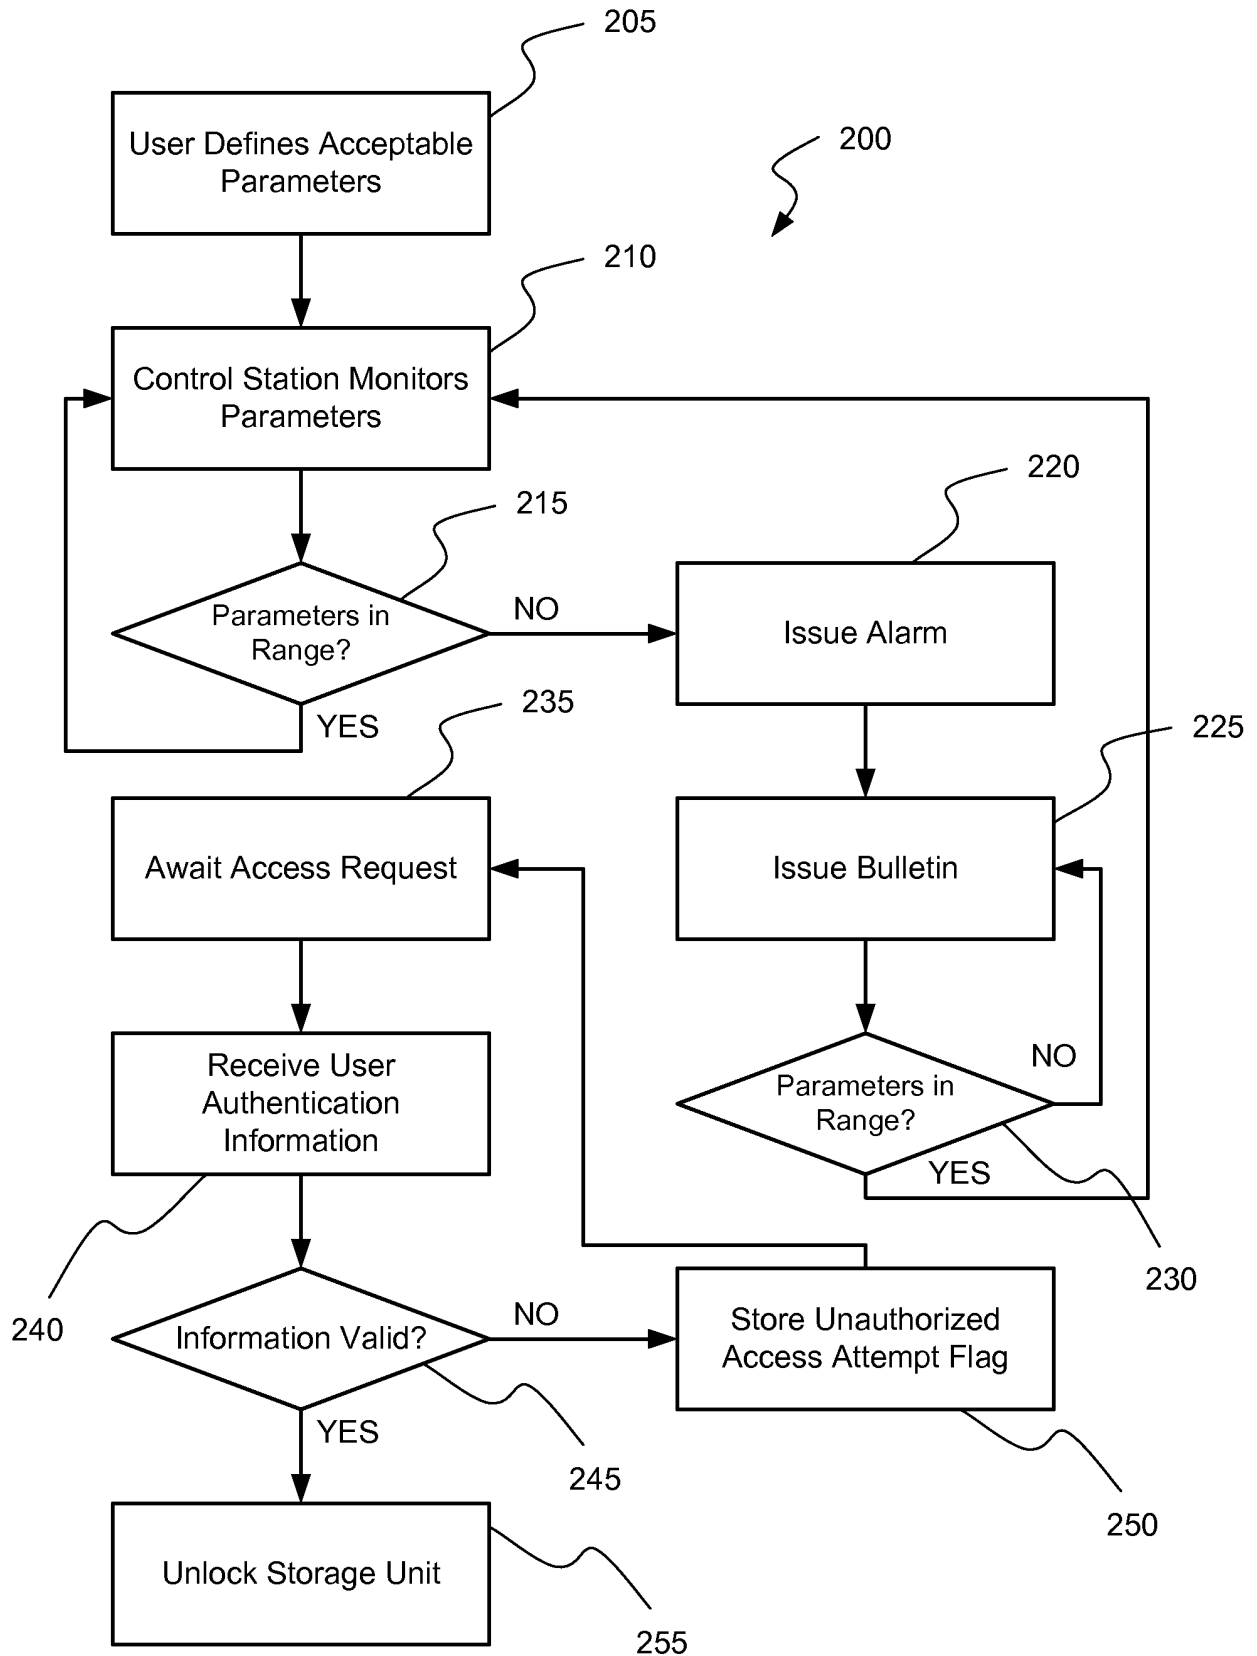 205
User Defines Acceptable
Parameters
200
210
Control Station Monitors
Parameters
220
215
Parameters in
Range?
NO
Issue Alarm
YES
235
225
Await Access Request
Issue Bulletin
Receive User
Authentication
Information
NO
Parameters in
Range?
YES
230
240
Information Valid?
NO
Store Unauthorized
Access Attempt Flag
YES
245
250
Unlock Storage Unit
255